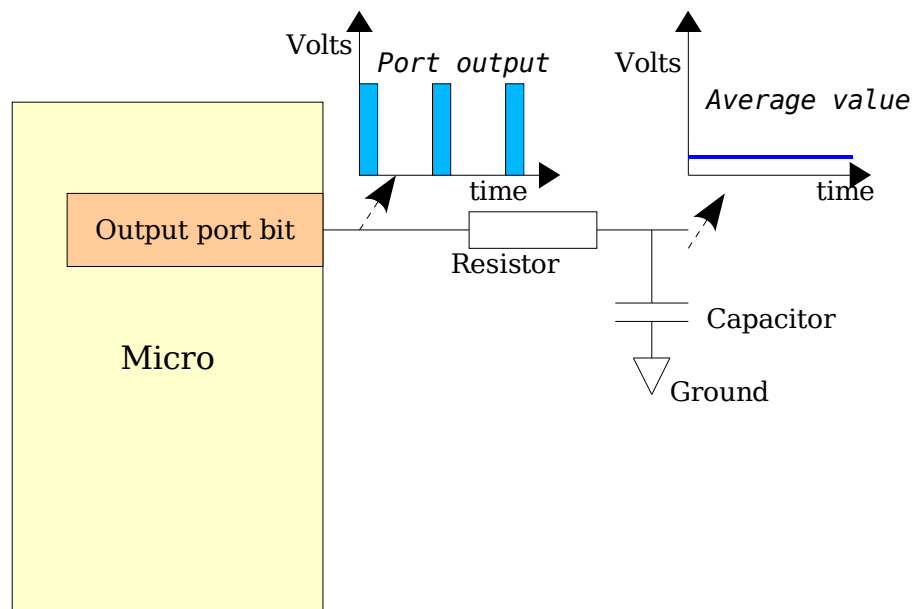 Volts
Port output
time
Volts
Average value
time
Output port bit
Resistor
Capacitor
Micro
Ground